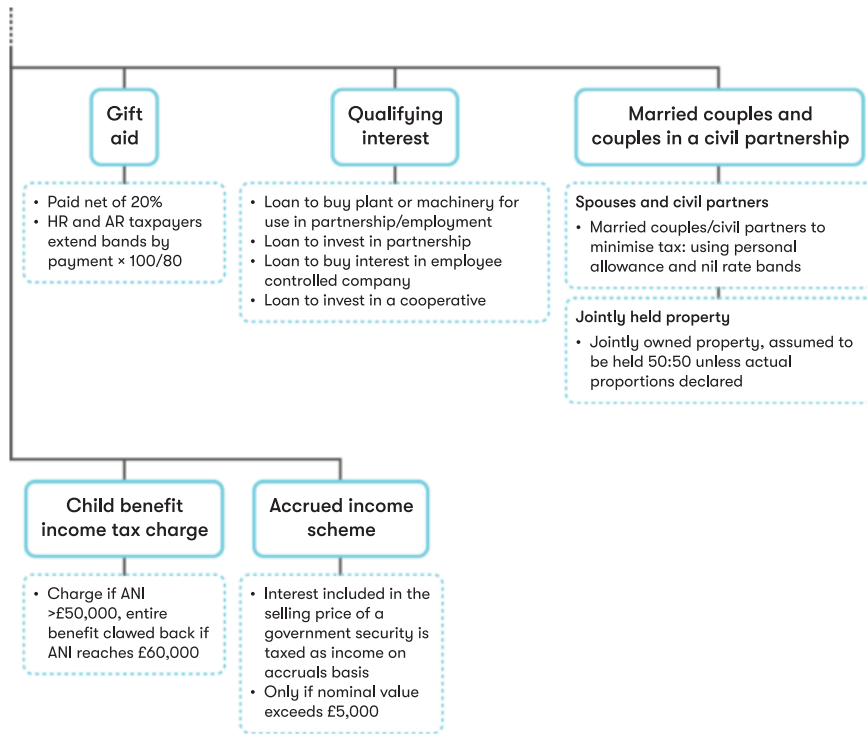 Gift
aid
• Paid net of 20%
• HR and AR taxpayers
extend bands by
payment × 100/80
Qualifying
interest
• Loan to buy plant or machinery for
use in partnership/employment
• Loan to invest in partnership
• Loan to buy interest in employee
controlled company
• Loan to invest in a cooperative
Married couples and
couples in a civil partnership
Spouses and civil partners
• Married couples/civil partners to
minimise tax: using personal
allowance and nil rate bands
Jointly held property
• Jointly owned property, assumed to
be held 50:50 unless actual
proportions declared
Child benefit
income tax charge
• Charge if ANI
>£50,000, entire
benefit clawed back if
ANI reaches £60,000
Accrued income
scheme
• Interest included in the
selling price of a
government security is
taxed as income on
accruals basis
• Only if nominal value
exceeds £5,000